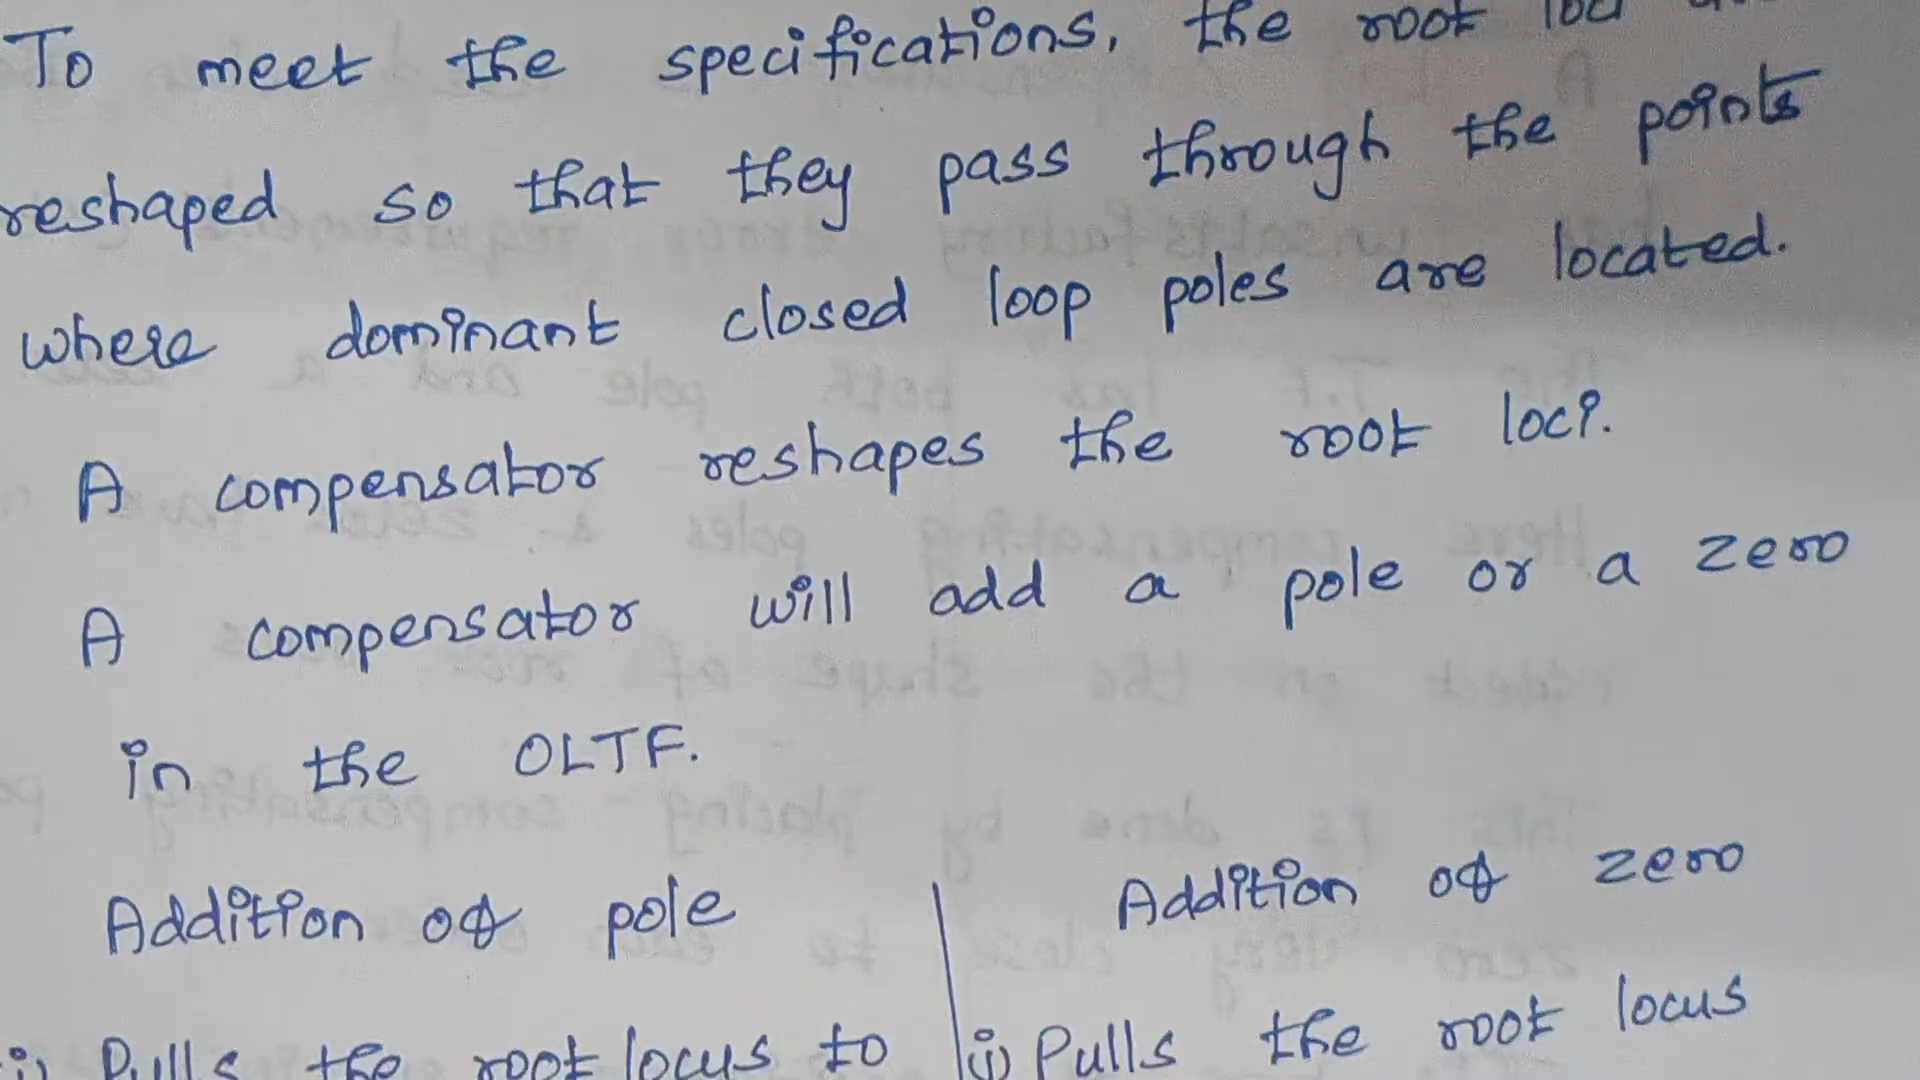 To meet the specifications, the root loci
reshaped so that they pass through the points
where dominant closed loop poles are located.
A compensator reshapes the root loci.
A compensator will add a pole or a zero
in the OLTF.
Addition of pole
Addition of zero
i) Pulls the root locus to
(i) Pulls the root locus